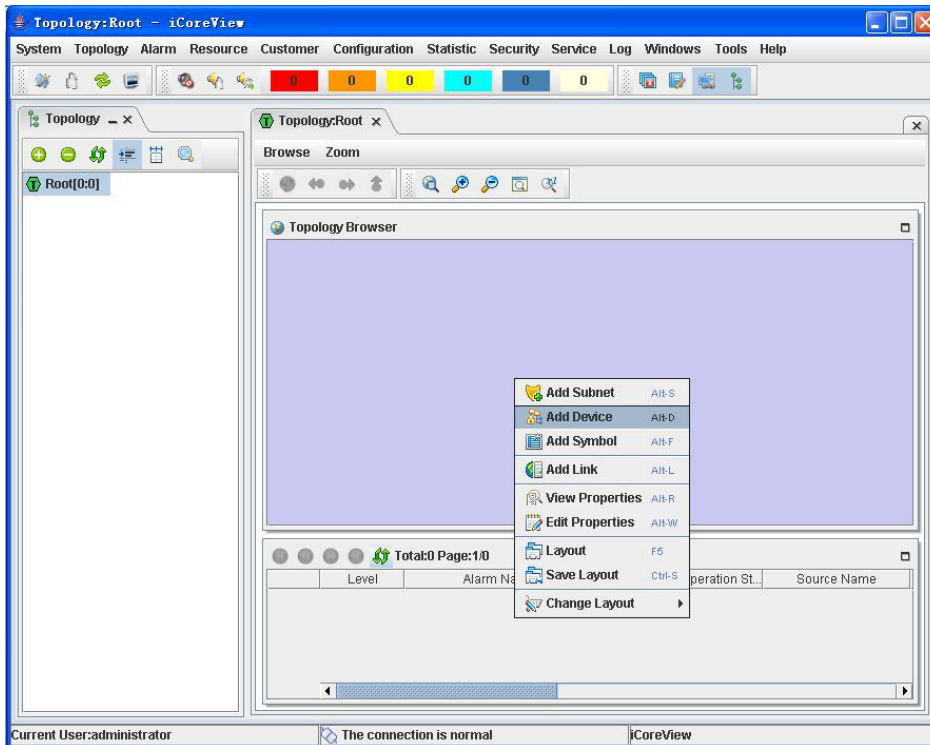 Topology:Root - iCoreView
System Topology Alarm Resource Customer Configuration Statistic Security Service Log Windows Tools Help
0 0 0 0 0 0
Topology
Root[0:0]
Topology:Root
Browse Zoom
Topology Browser
Add Subnet Alt-S
Add Device Alt-D
Add Symbol Alt-F
Add Link Alt-L
View Properties Alt-R
Edit Properties Alt-W
Layout F5
Save Layout Ctrl-S
Change Layout
Total:0 Page:1/0
Level Alarm Na peration St... Source Name
Current User:administrator The connection is normal iCoreView